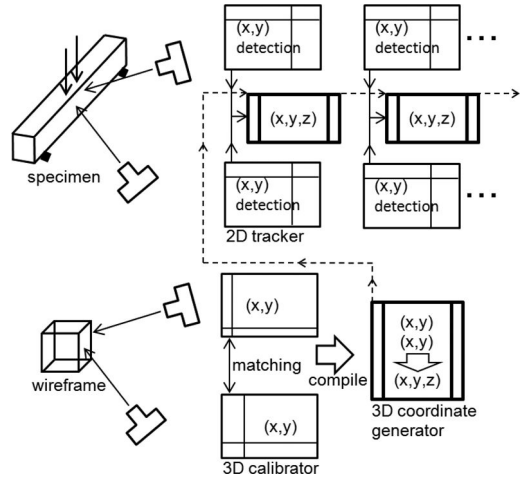 (x,y)
detection
(x,y)
detection
...
(x,y,z)
(x,y,z)
specimen
(x,y)
detection
(x,y)
detection
...
2D tracker
(x,y)
matching
(x,y)
3D calibrator
wireframe
compile
(x,y)
(x,y)
(x,y,z)
3D coordinate
generator